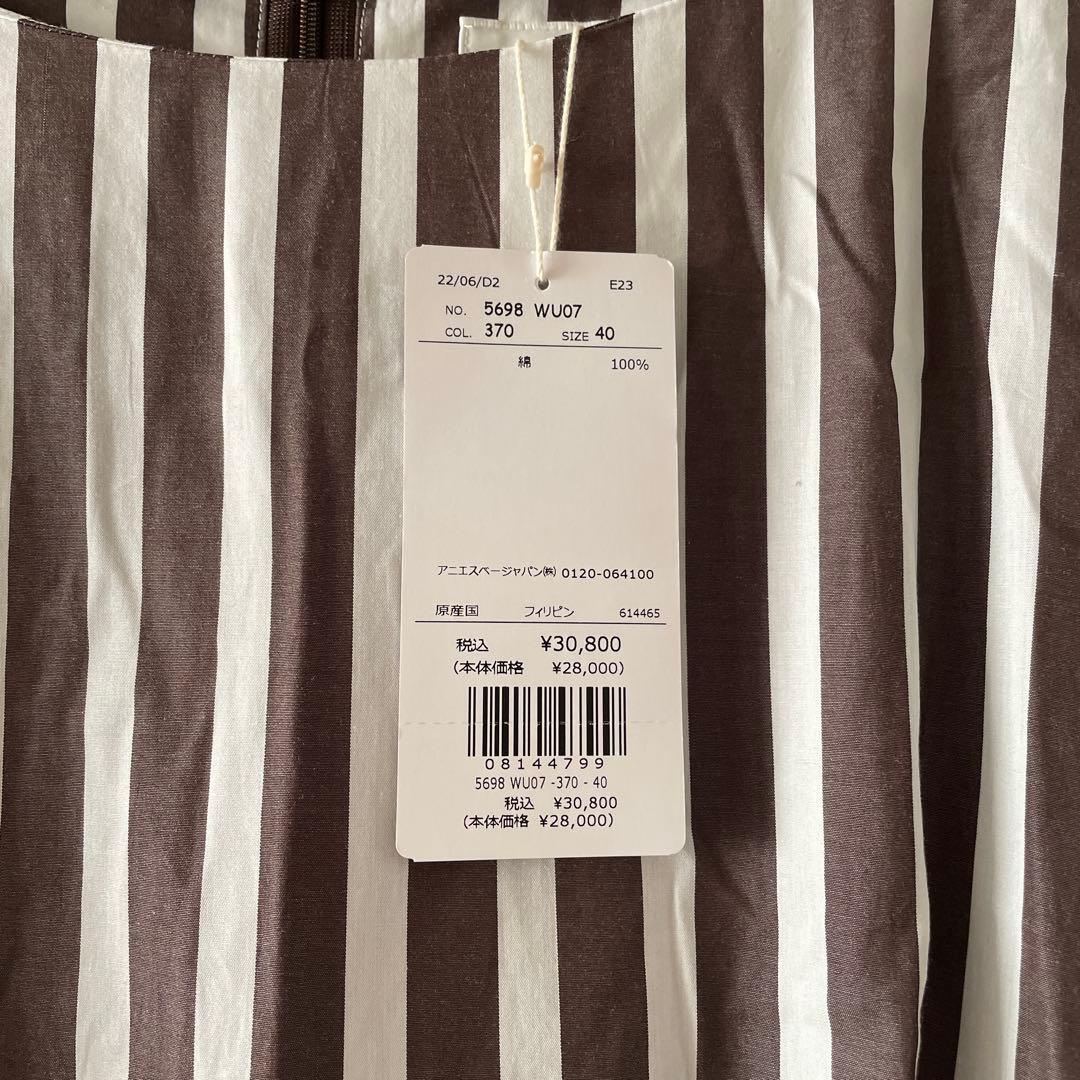 22/06/D2 E23
NO. 5698 WU07
COL. 370 SIZE 40
綿 100%
アニエスベージャパン㈱ 0120-064100
原産国 フィリピン 614465
税込 ¥30,800
(本体価格 ¥28,000)
08144799
5698 WU07 -370 - 40
税込 ¥30,800
(本体価格 ¥28,000)